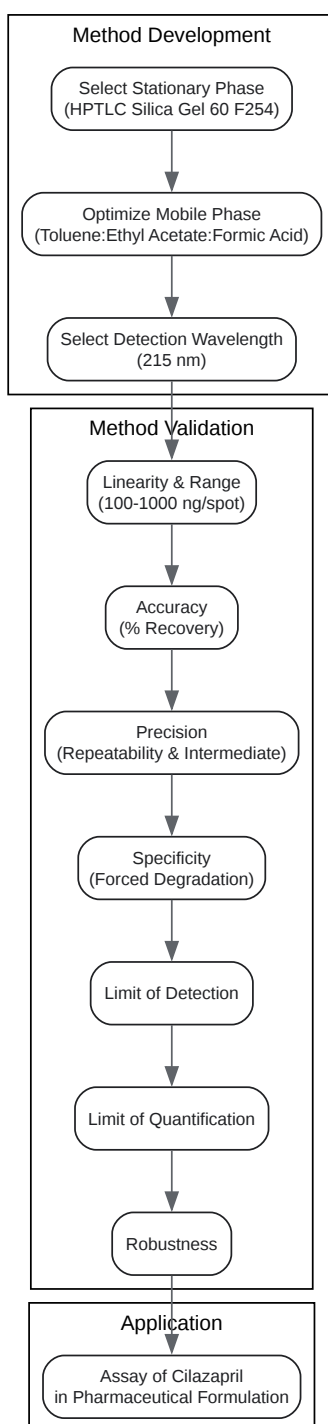 Method Development
Select Stationary Phase
(HPTLC Silica Gel 60 F254)
Optimize Mobile Phase
(Toluene:Ethyl Acetate:Formic Acid)
Select Detection Wavelength
(215 nm)
Method Validation
Linearity & Range
(100-1000 ng/spot)
Accuracy
(% Recovery)
Precision
(Repeatability & Intermediate)
Specificity
(Forced Degradation)
Limit of Detection
Limit of Quantification
Robustness
Application
Assay of Cilazapril
in Pharmaceutical Formulation